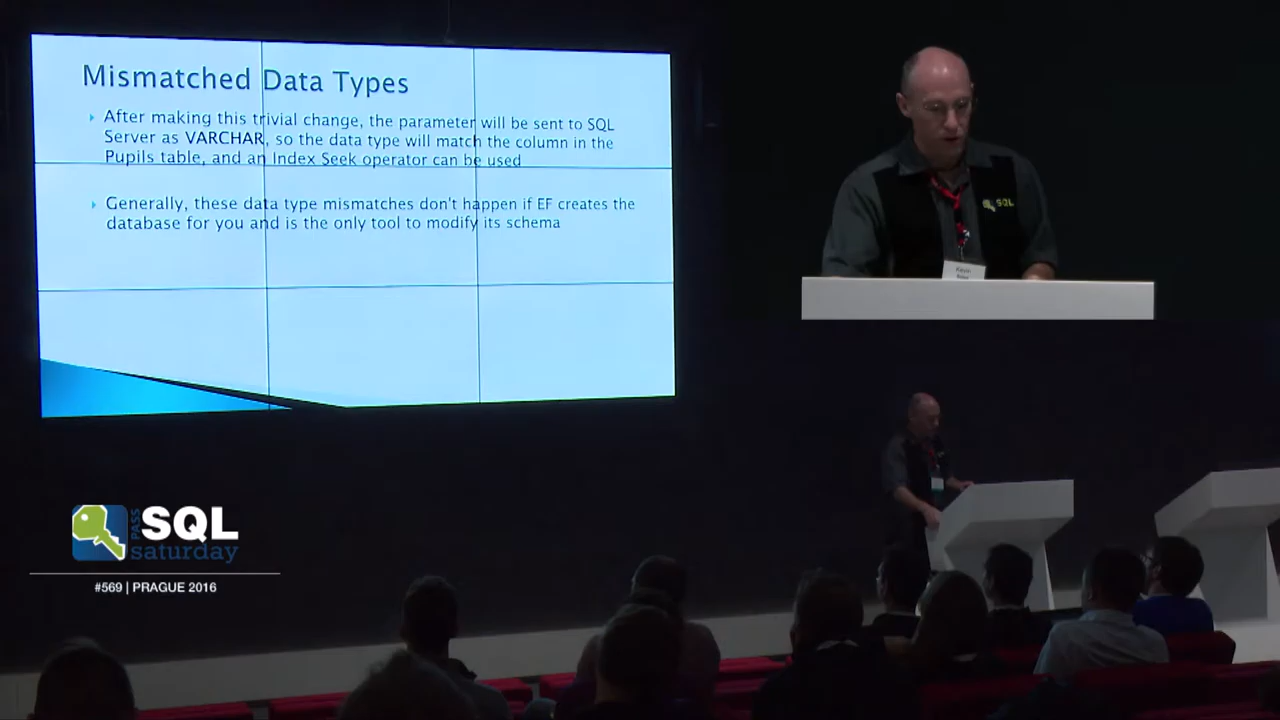 Mismatched Data Types
After making this trivial change, the parameter will be sent to SQL
Server as VARCHAR, so the data type will match the column in the
Pupils table, and an Index Seek operator can be used
Generally, these data type mismatches don't happen if EF creates the
database for you and is the only tool to modify its schema
SQL
PASS
SQL
saturday
#569 | PRAGUE 2016